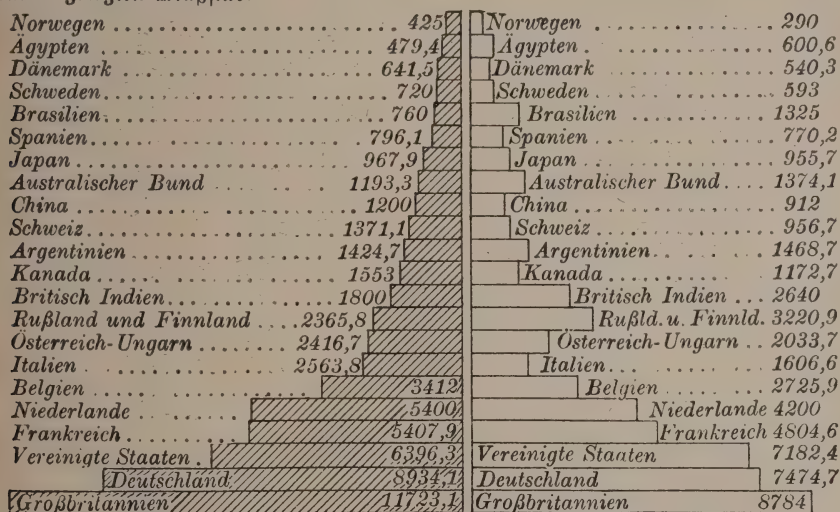 Norwegen 425 Norwegen 290
Ägypten 479,4 Ägypten 600,6
Dänemark 641,5 Dänemark 540,3
Schweden 720 Schweden 593
Brasilien 760 Brasilien 1325
Spanien 796,1 Spanien 770,2
Japan 967,9 Japan 955,7
Australischer Bund 1193,3 Australischer Bund 1374,1
China 1200 China 912
Schweiz 1371,1 Schweiz 956,7
Argentinien 1424,7 Argentinien 1468,7
Kanada 1553 Kanada 1172,7
Britisch Indien 1800 Britisch Indien 2640
Rußland und Finnland 2365,8 Rußld. u. Finnld. 3220,9
Österreich-Ungarn 2416,7 Österreich-Ungarn 2033,7
Italien 2563,8 Italien 1606,6
Belgien 3412 Belgien 2725,9
Niederlande 5400 Niederlande 4200
Frankreich 5407,9 Frankreich 4804,6
Vereinigte Staaten 6396,3 Vereinigte Staaten 7182,4
Deutschland 8934,1 Deutschland 7474,7
Großbritannien 11723,1 Großbritannien 8784